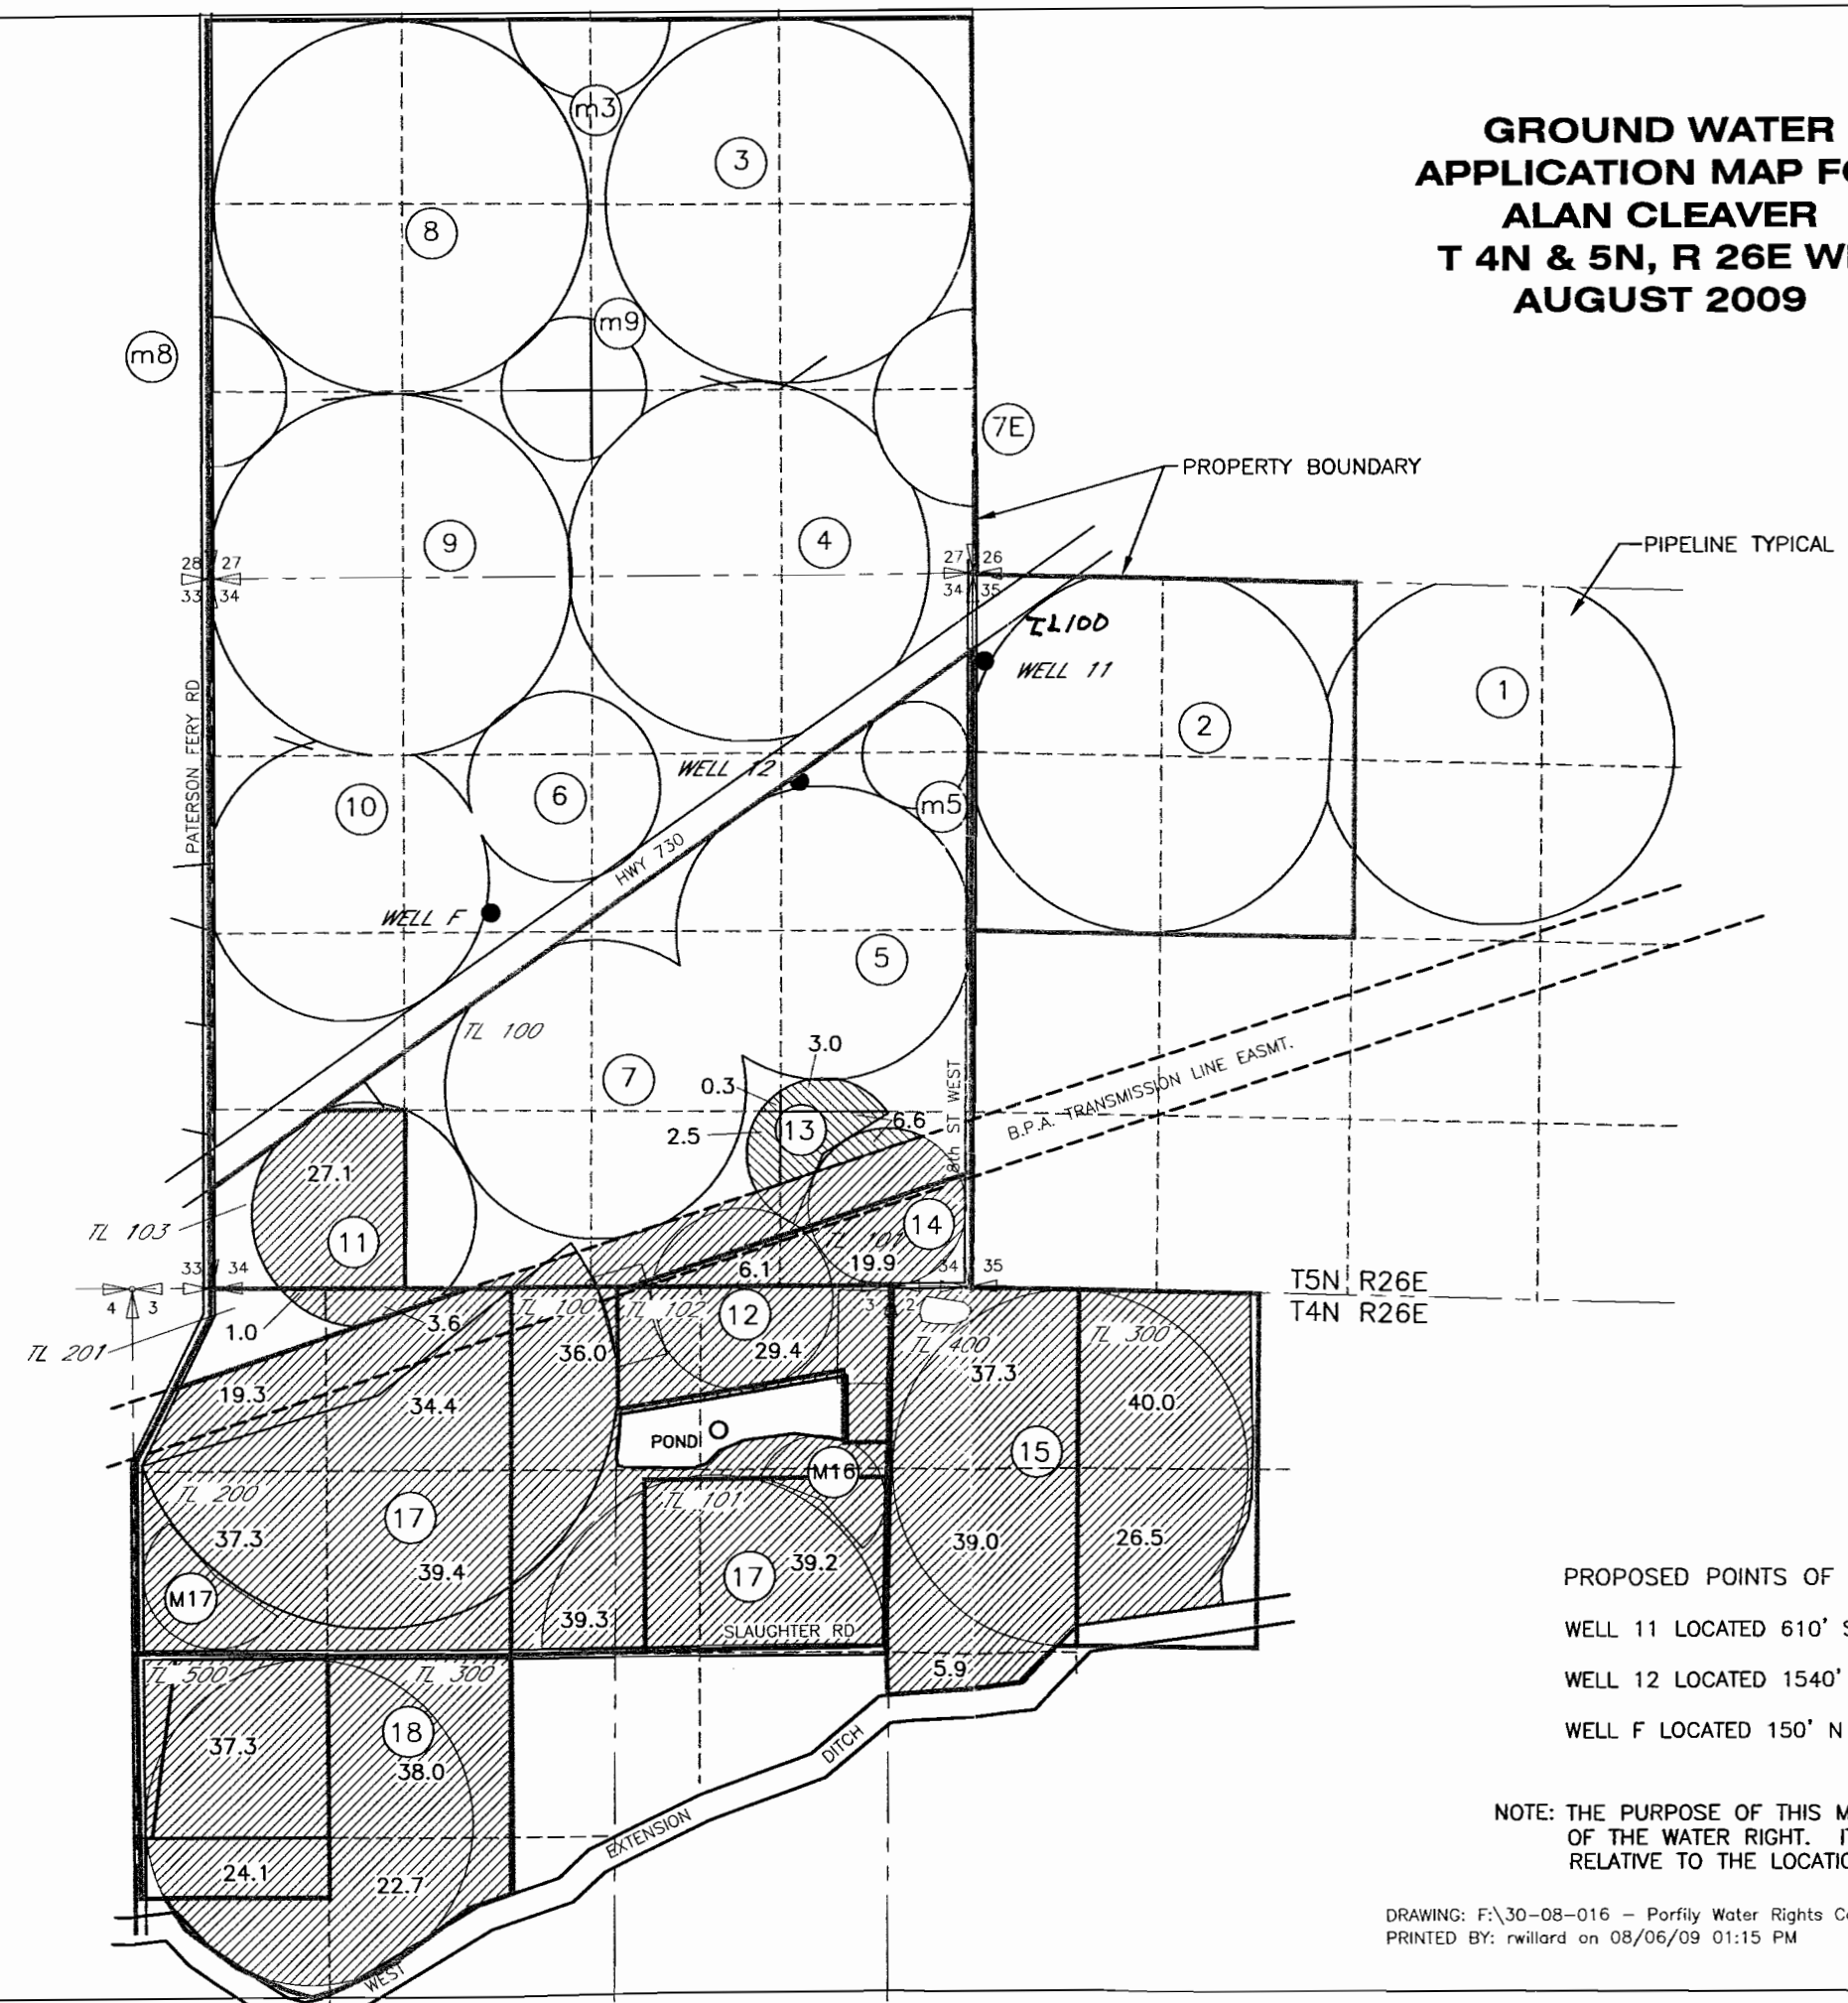 GROUND WATER
APPLICATION MAP FO
ALAN CLEAVER
T 4N & 5N, R 26E W
AUGUST 2009
m3
3
8
m9
m8
7E
PROPERTY BOUNDARY
PIPELINE TYPICAL
9
4
28 27
33 34
27 26
34 35
TL100
WELL 11
1
2
PATERSON FERY RD
WELL 12
10
6
m5
HWY 730
WELL F
5
TL 100
7
3.0
0.3
2.5
13
6.6
8th ST WEST
B.P.A. TRANSMISSION LINE EASMT.
27.1
TL 103
11
14
TL 101
19.9
6.1
33 34
34 35
4 3
3 2
T5N R26E
T4N R26E
1.0
3.6
TL 201
TL 100
TL 102
12
36.0
29.4
TL 400
37.3
TL 300
40.0
19.3
34.4
POND
15
M16
TL 200
17
37.3
39.4
TL 101
39.2
17
39.0
26.5
M17
39.3
SLAUGHTER RD
5.9
TL 500
TL 300
37.3
18
38.0
24.1
22.7
WEST
EXTENSION
DITCH
PROPOSED POINTS OF
WELL 11 LOCATED 610' S
WELL 12 LOCATED 1540'
WELL F LOCATED 150' N
NOTE: THE PURPOSE OF THIS M
OF THE WATER RIGHT. I
RELATIVE TO THE LOCATIO
DRAWING: F:\30-08-016 - Porfily Water Rights C
PRINTED BY: rwillard on 08/06/09 01:15 PM